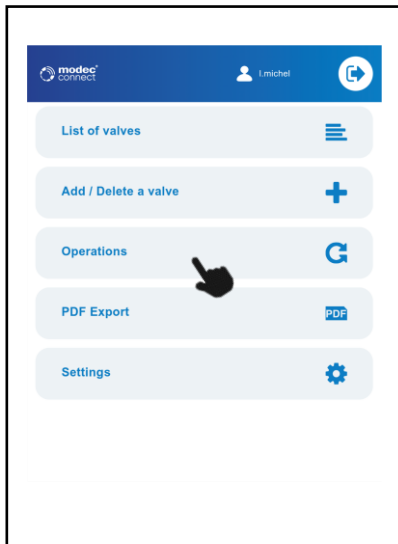 modec®
connect
l.michel
List of valves
Add / Delete a valve
Operations
PDF Export
PDF
Settings